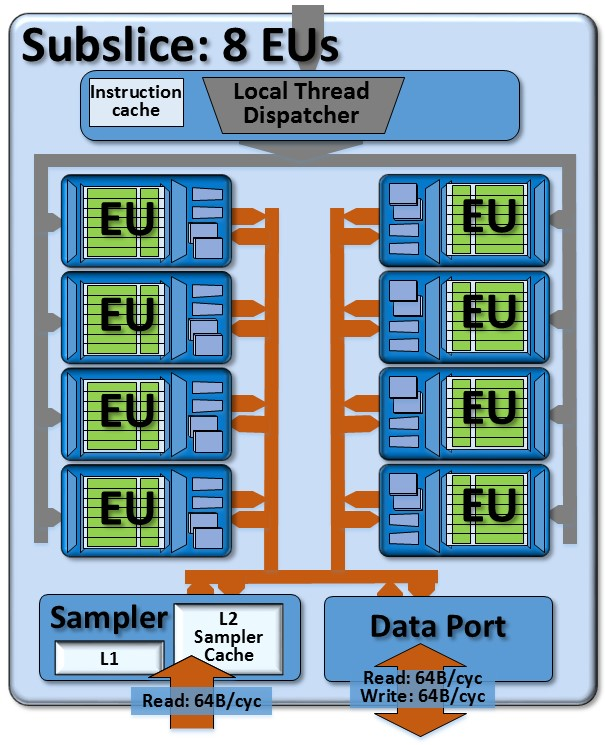 Subslice: 8 EUs
Instruction
cache
Local Thread
Dispatcher
EU
EU
EU
EU
EU
EU
EU
EU
Sampler
L1
L2
Sampler
Cache
Read: 64B/cyc
Data Port
Read: 64B/cyc
Write: 64B/cyc